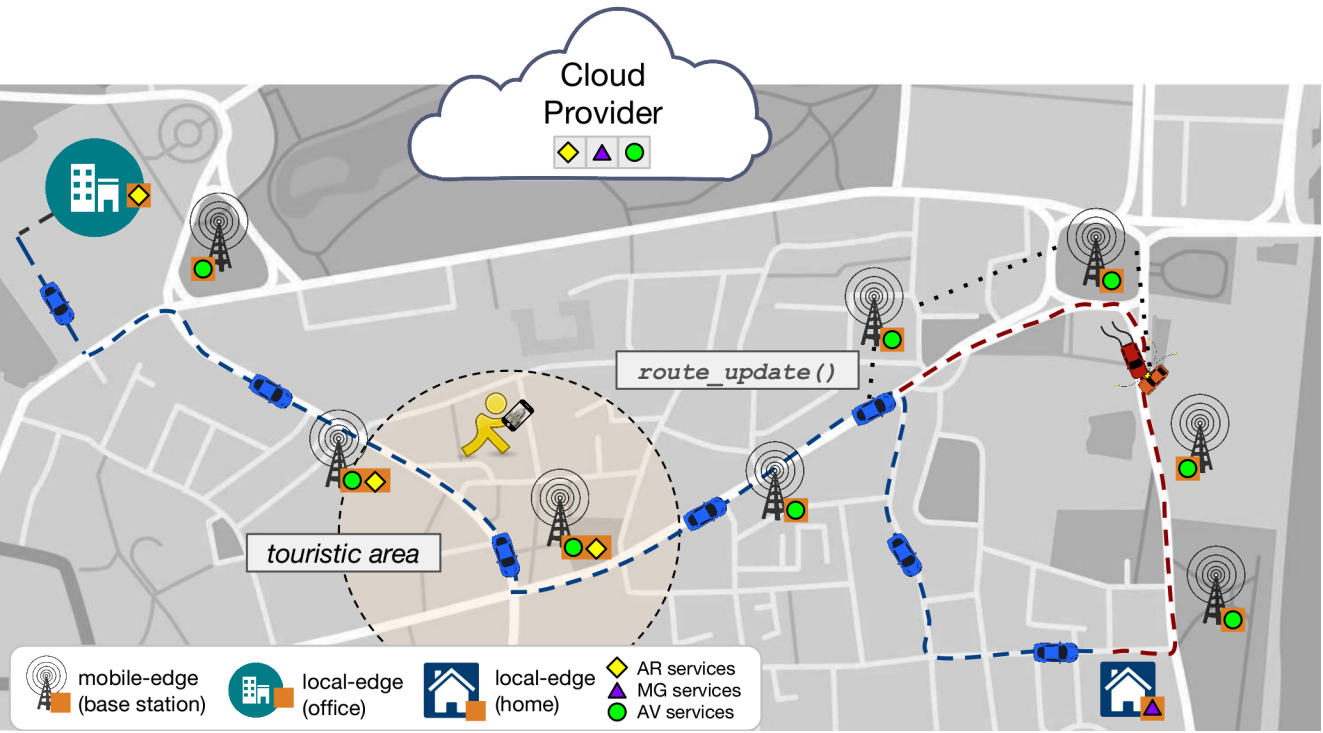 Cloud
Provider
route_update()
touristic area
mobile-edge
(base station)
local-edge
(office)
local-edge
(home)
AR services
MG services
AV services